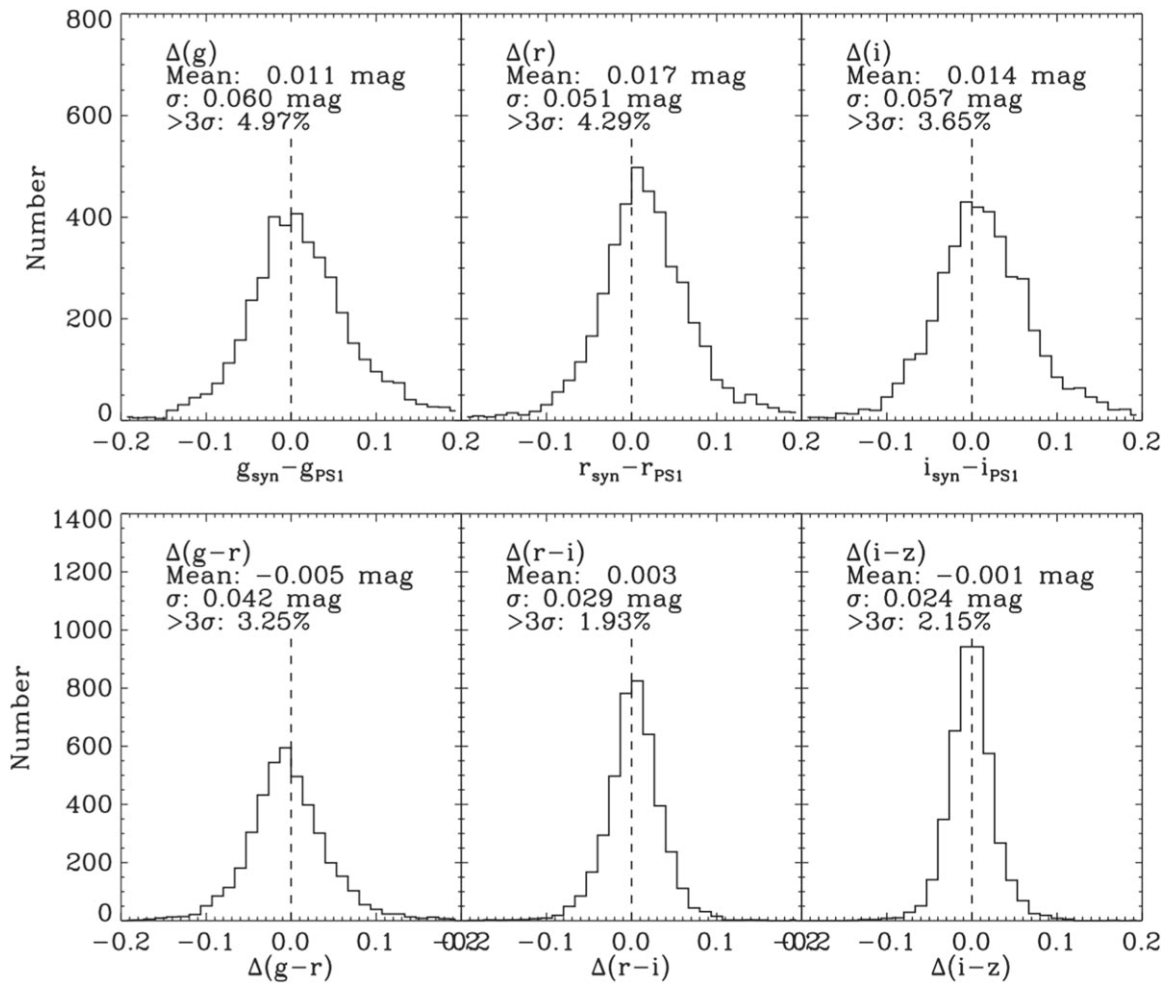 800
600
400
200
0
Number
Δ(g)
Mean: 0.011 mag
σ: 0.060 mag
>3σ: 4.97%
Δ(r)
Mean: 0.017 mag
σ: 0.051 mag
>3σ: 4.29%
Δ(i)
Mean: 0.014 mag
σ: 0.057 mag
>3σ: 3.65%
−0.2 −0.1 0.0 0.1 0.2
−0.1 0.0 0.1 0.2
−0.1 0.0 0.1 0.2
g_syn−g_PS1
r_syn−r_PS1
i_syn−i_PS1
1400
1200
1000
800
600
400
200
0
Number
Δ(g−r)
Mean: −0.005 mag
σ: 0.042 mag
>3σ: 3.25%
Δ(r−i)
Mean: 0.003
σ: 0.029 mag
>3σ: 1.93%
Δ(i−z)
Mean: −0.001 mag
σ: 0.024 mag
>3σ: 2.15%
−0.2 −0.1 0.0 0.1
−0.1 0.0 0.1
−0.1 0.0 0.1 0.2
Δ(g−r)
Δ(r−i)
Δ(i−z)